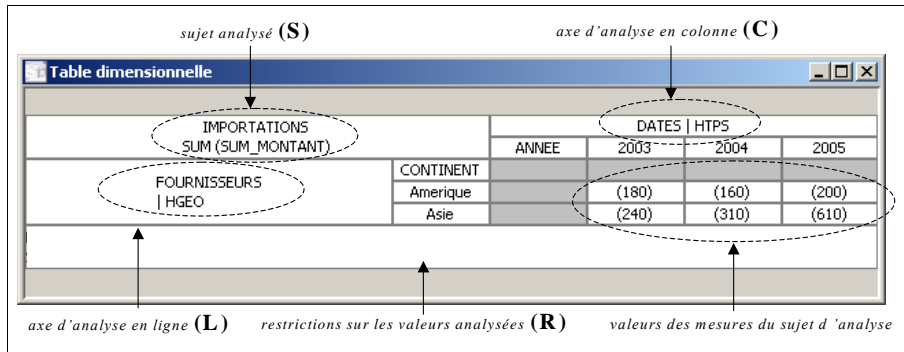 sujet analysé (S)
axe d'analyse en colonne (C)
Table dimensionnelle
IMPORTATIONS
SUM (SUM_MONTANT)
DATES | HTPS
ANNEE 2003 2004 2005
FOURNISSEURS
| HGEO
CONTINENT
Amerique (180) (160) (200)
Asie (240) (310) (610)
axe d'analyse en ligne (L) restrictions sur les valeurs analysées (R) valeurs des mesures du sujet d'analyse